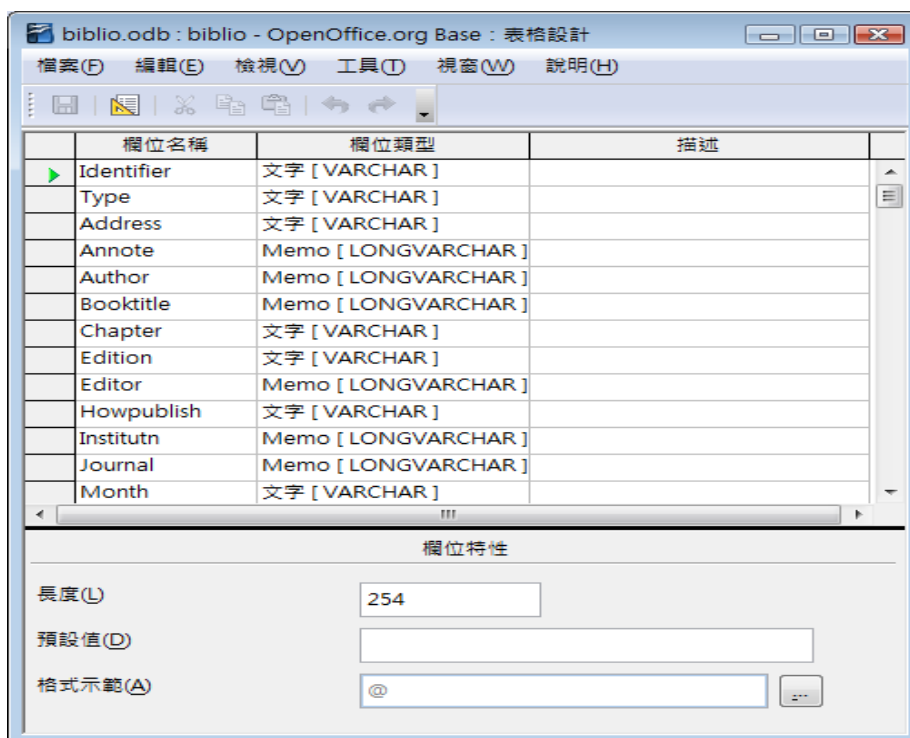 biblio.odb : biblio - OpenOffice.org Base：表格設計
檔案(F) 編輯(E) 檢視(V) 工具(T) 視窗(W) 說明(H)
欄位名稱 欄位類型 描述
Identifier 文字 [ VARCHAR ]
Type 文字 [ VARCHAR ]
Address 文字 [ VARCHAR ]
Annote Memo [ LONGVARCHAR ]
Author Memo [ LONGVARCHAR ]
Booktitle Memo [ LONGVARCHAR ]
Chapter 文字 [ VARCHAR ]
Edition 文字 [ VARCHAR ]
Editor Memo [ LONGVARCHAR ]
Howpublish 文字 [ VARCHAR ]
Institutn Memo [ LONGVARCHAR ]
Journal Memo [ LONGVARCHAR ]
Month 文字 [ VARCHAR ]
欄位特性
長度(L) 254
預設值(D)
格式示範(A) @ ...